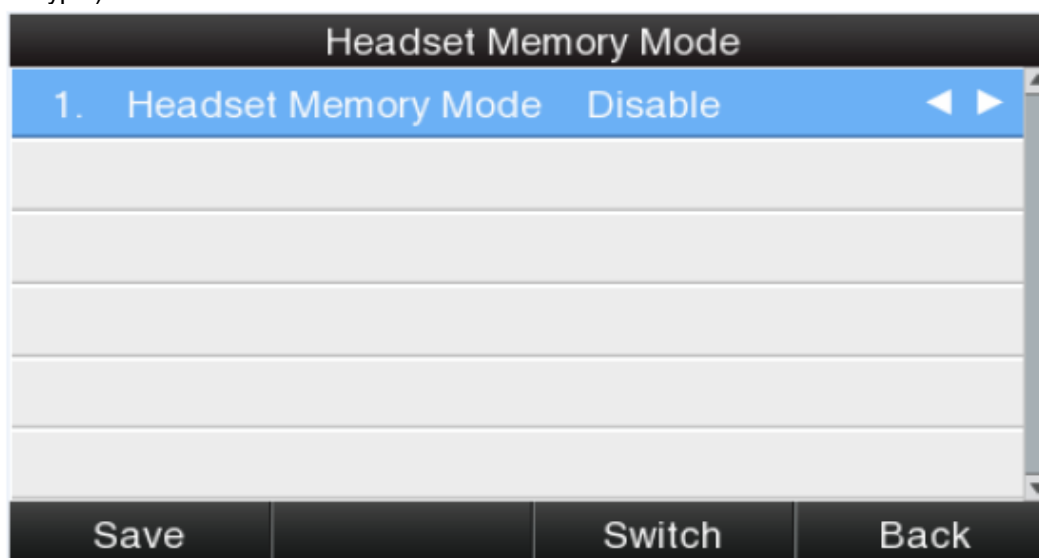 Headset Memory Mode
1. Headset Memory Mode Disable
Save Switch Back